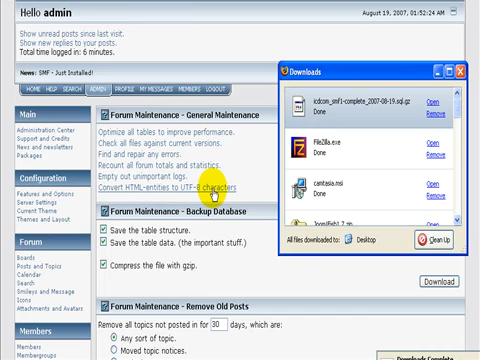 Hello admin
August 19, 2007, 01:52:24 AM
Show unread posts since last visit.
Show new replies to your posts.
Total time logged in: 6 minutes.
News: SMF - Just Installed!
HOME HELP SEARCH ADMIN PROFILE MY MESSAGES MEMBERS LOGOUT
Main
Administration Center
Support and Credits
News and newsletters
Packages
Configuration
Features and Options
Server Settings
Current Theme
Themes and Layout
Forum
Boards
Posts and Topics
Calendar
Search
Smileys and Message
Icons
Attachments and Avatars
Members
Members
Membergroups
Forum Maintenance - General Maintenance
Optimize all tables to improve performance.
Check all files against current versions.
Find and repair any errors.
Recount all forum totals and statistics.
Empty out unimportant logs.
Convert HTML-entities to UTF-8 characters
Forum Maintenance - Backup Database
Save the table structure.
Save the table data. (the important stuff.)
Compress the file with gzip.
Download
Forum Maintenance - Remove Old Posts
Remove all topics not posted in for 30 days, which are:
Any sort of topic.
Moved topic notices.
Downloads
icdcom_smf1-complete_2007-08-19.sql.gz
Done
Open
Remove
FileZilla.exe
Done
Open
Remove
camtasia.msi
Done
Open
Remove
Open
All files downloaded to: Desktop
Clean Up
Downloads Complete